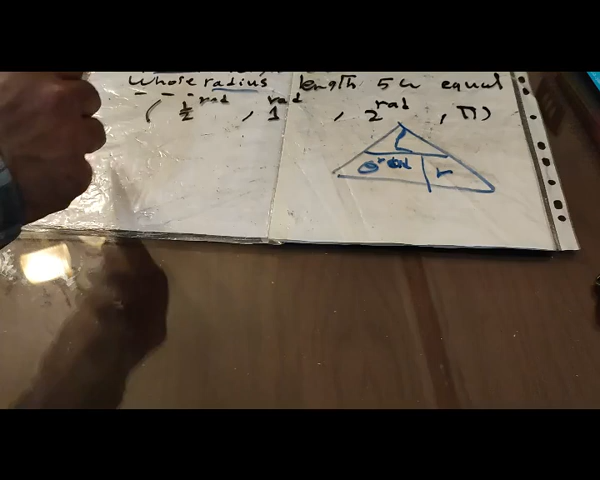 Whose radius length 5 cm equal
- - - - ( 1/2 rad , 1 rad , 2 rad , π )
L
θ rad r